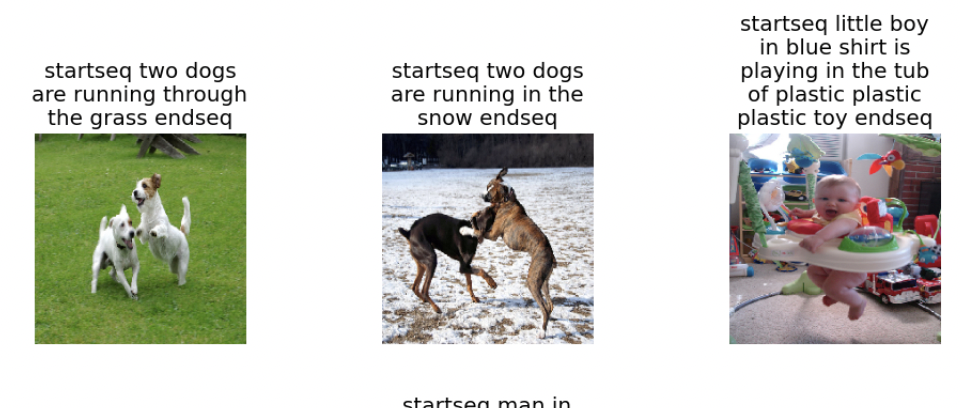 startseq two dogs
are running through
the grass endseq
startseq two dogs
are running in the
snow endseq
startseq little boy
in blue shirt is
playing in the tub
of plastic plastic
plastic toy endseq
startseq man in